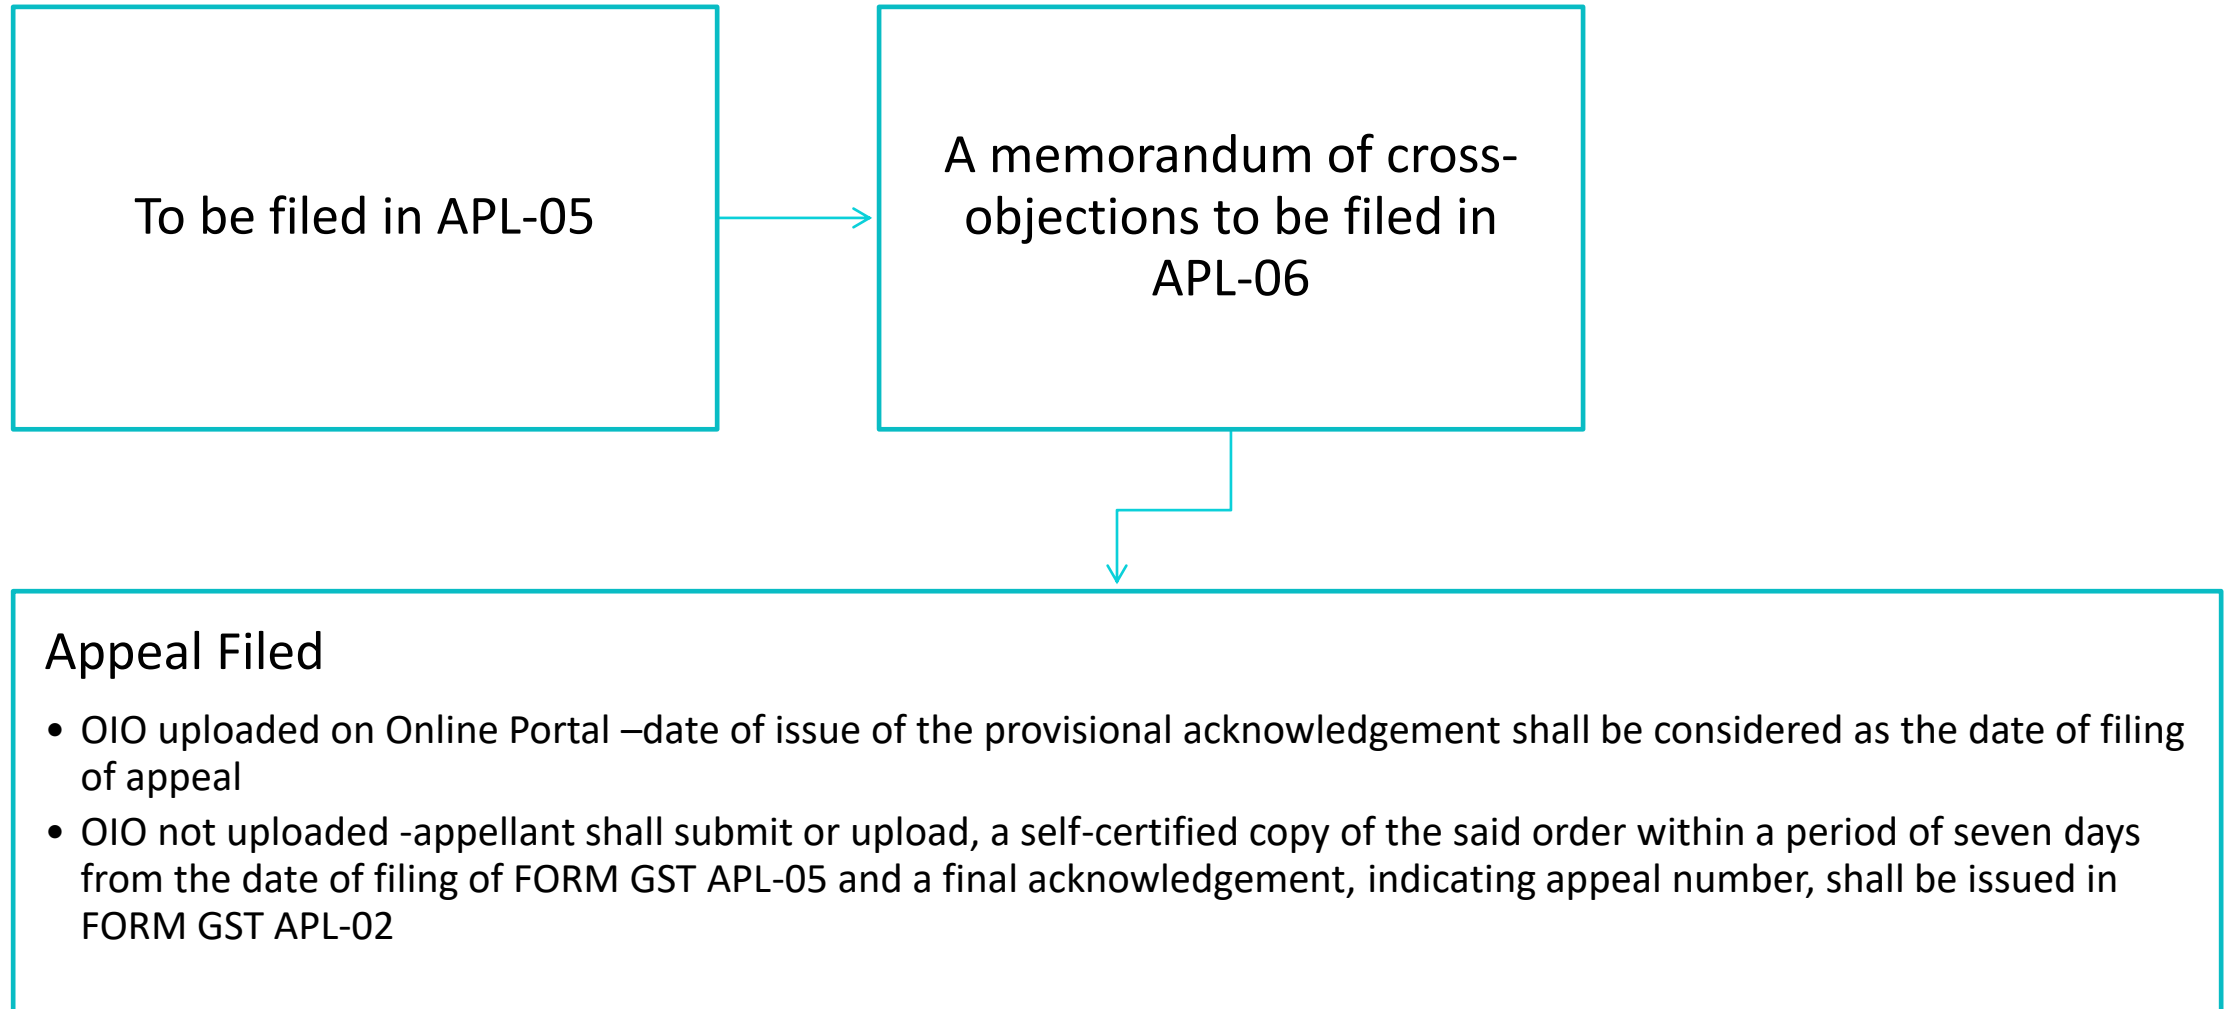 To be filed in APL-05
A memorandum of cross-
objections to be filed in
APL-06
Appeal Filed
• OIO uploaded on Online Portal –date of issue of the provisional acknowledgement shall be considered as the date of filing
of appeal
• OIO not uploaded -appellant shall submit or upload, a self-certified copy of the said order within a period of seven days
from the date of filing of FORM GST APL-05 and a final acknowledgement, indicating appeal number, shall be issued in
FORM GST APL-02